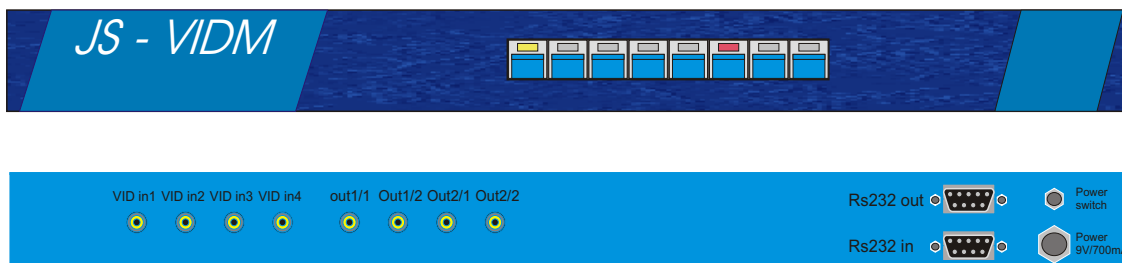 JS - VIDM
VID in1 VID in2 VID in3 VID in4 out1/1 Out1/2 Out2/1 Out2/2
Rs232 out
Power
switch
Rs232 in
Power
9V/700m